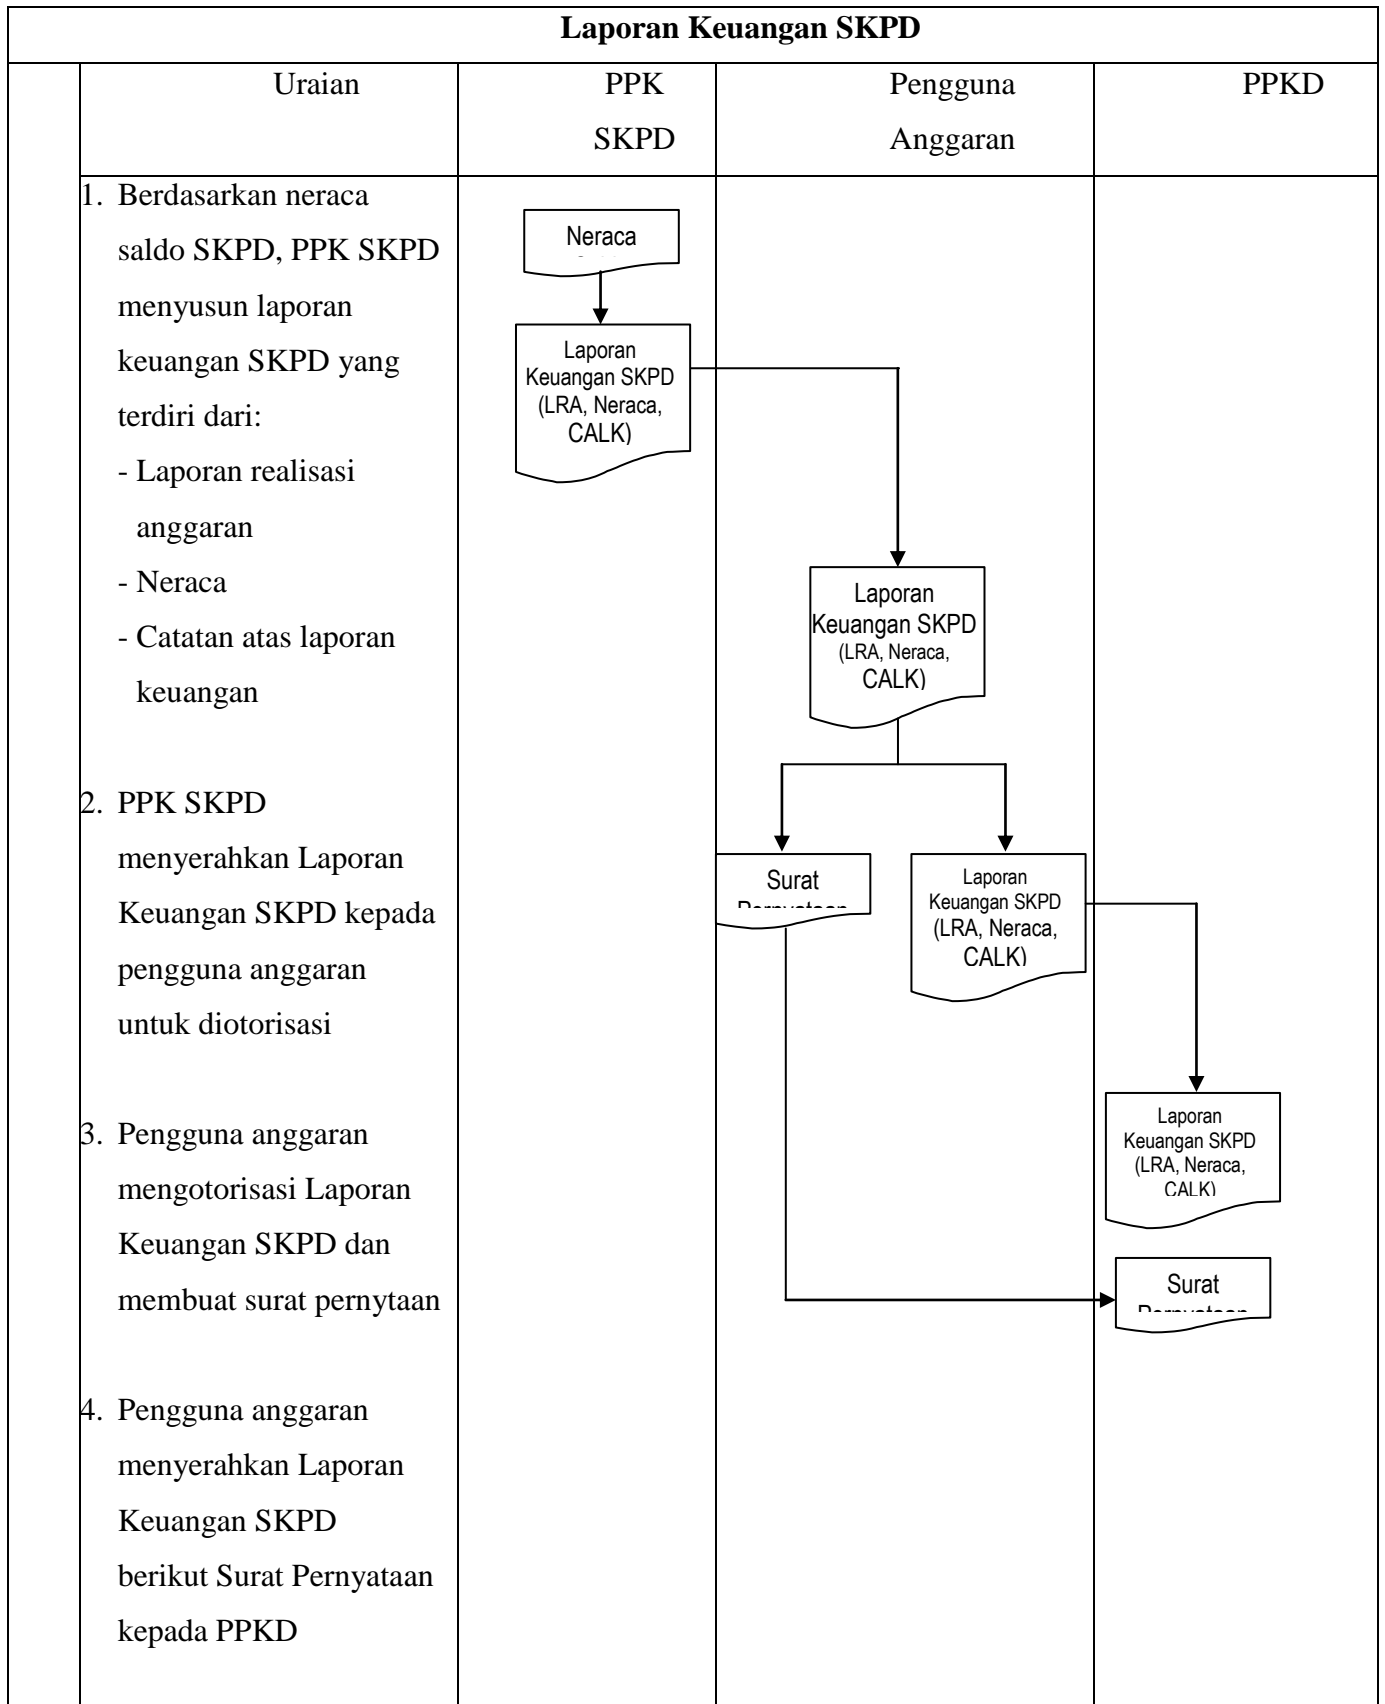 Laporan Keuangan SKPD
Uraian
PPK
SKPD
Pengguna
Anggaran
PPKD
1. Berdasarkan neraca
saldo SKPD, PPK SKPD
menyusun laporan
keuangan SKPD yang
terdiri dari:
- Laporan realisasi
anggaran
- Neraca
- Catatan atas laporan
keuangan
2. PPK SKPD
menyerahkan Laporan
Keuangan SKPD kepada
pengguna anggaran
untuk diotorisasi
3. Pengguna anggaran
mengotorisasi Laporan
Keuangan SKPD dan
membuat surat pernytaan
4. Pengguna anggaran
menyerahkan Laporan
Keuangan SKPD
berikut Surat Pernyataan
kepada PPKD
Neraca
Laporan
Keuangan SKPD
(LRA, Neraca,
CALK)
Laporan
Keuangan SKPD
(LRA, Neraca,
CALK)
Surat
Pernyataan
Laporan
Keuangan SKPD
(LRA, Neraca,
CALK)
Laporan
Keuangan SKPD
(LRA, Neraca,
CALK)
Surat
Pernyataan